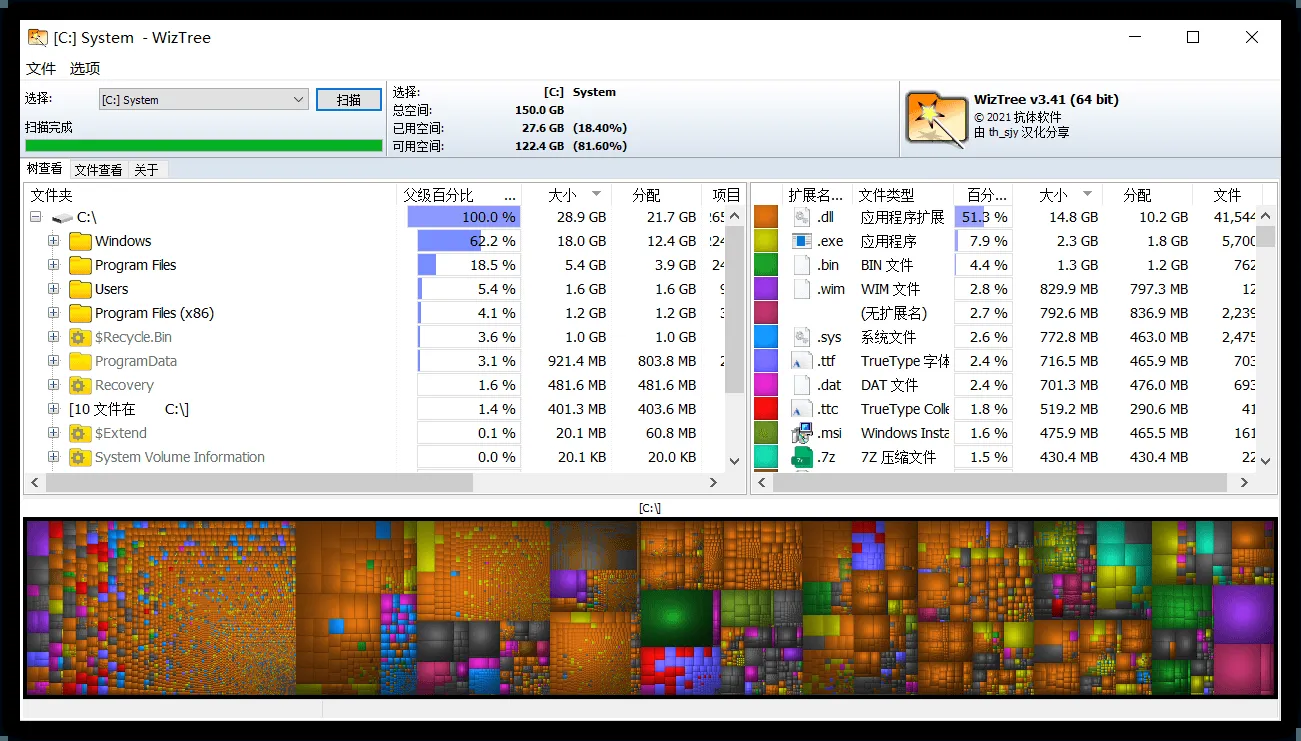 [C:] System - WizTree
文件 选项
选择: [C:] System 扫描
扫描完成
选择: [C:] System
总空间: 150.0 GB
已用空间: 27.6 GB (18.40%)
可用空间: 122.4 GB (81.60%)
WizTree v3.41 (64 bit)
© 2021 抗体软件
由 th_sjy 汉化分享
树查看 文件查看 关于
文件夹 父级百分比 ... 大小 分配 项目
C:\ 100.0 % 28.9 GB 21.7 GB
Windows 62.2 % 18.0 GB 12.4 GB
Program Files 18.5 % 5.4 GB 3.9 GB
Users 5.4 % 1.6 GB 1.6 GB
Program Files (x86) 4.1 % 1.2 GB 1.2 GB
$Recycle.Bin 3.6 % 1.0 GB 1.0 GB
ProgramData 3.1 % 921.4 MB 803.8 MB
Recovery 1.6 % 481.6 MB 481.6 MB
[10 文件在 C:\] 1.4 % 401.3 MB 403.6 MB
$Extend 0.1 % 20.1 MB 60.8 MB
System Volume Information 0.0 % 20.1 KB 20.0 KB
扩展名... 文件类型 百分... 大小 分配 文件
.dll 应用程序扩展 51.3 % 14.8 GB 10.2 GB 41,544
.exe 应用程序 7.9 % 2.3 GB 1.8 GB 5,700
.bin BIN 文件 4.4 % 1.3 GB 1.2 GB 762
.wim WIM 文件 2.8 % 829.9 MB 797.3 MB 12
(无扩展名) 2.7 % 792.6 MB 836.9 MB 2,239
.sys 系统文件 2.6 % 772.8 MB 463.0 MB 2,475
.ttf TrueType 字体 2.4 % 716.5 MB 465.9 MB 703
.dat DAT 文件 2.4 % 701.3 MB 476.0 MB 693
.ttc TrueType Colle 1.8 % 519.2 MB 290.6 MB 41
.msi Windows Insta 1.6 % 475.9 MB 465.5 MB 161
.7z 7Z 压缩文件 1.5 % 430.4 MB 430.4 MB 22
[C:\]